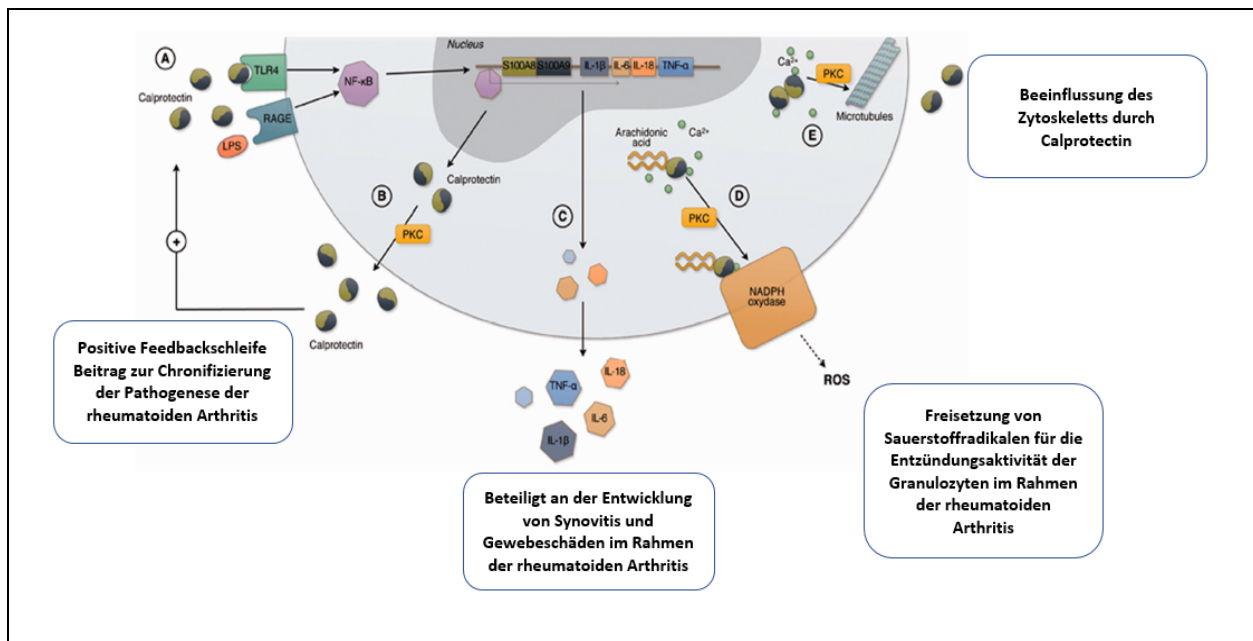 Nucleus
A
TLR4
Calprotectin
RAGE
LPS
NF-κB
S100A8 S100A9 IL-1β IL-6 IL-18 TNF-α
Ca²⁺
PKC
Microtubules
E
Beeinflussung des
Zytoskeletts durch
Calprotectin
B
Calprotectin
PKC
+
Calprotectin
C
Arachidonic
acid
Ca²⁺
D
PKC
NADPH
oxydase
ROS
Positive Feedbackschleife
Beitrag zur Chronifizierung
der Pathogenese der
rheumatoiden Arthritis
TNF-α
IL-18
IL-6
IL-1β
Beteiligt an der Entwicklung
von Synovitis und
Gewebeschäden im Rahmen
der rheumatoiden Arthritis
Freisetzung von
Sauerstoffradikalen für die
Entzündungsaktivität der
Granulozyten im Rahmen
der rheumatoiden
Arthritis